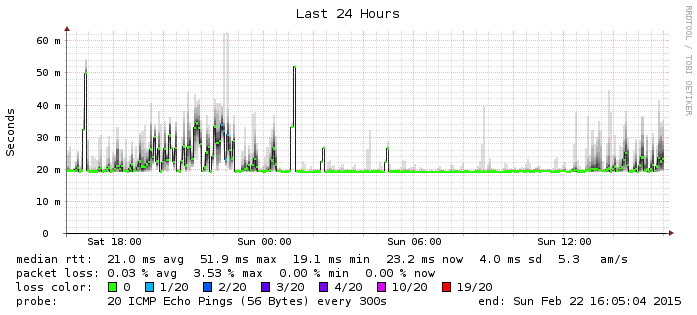 Last 24 Hours
RRDTOOL / TOBI OETIKER
Seconds
60 m
50 m
40 m
30 m
20 m
10 m
0
Sat 18:00 Sun 00:00 Sun 06:00 Sun 12:00
median rtt: 21.0 ms avg 51.9 ms max 19.1 ms min 23.2 ms now 4.0 ms sd 5.3 am/s
packet loss: 0.03 % avg 3.53 % max 0.00 % min 0.00 % now
loss color: 0 1/20 2/20 3/20 4/20 10/20 19/20
probe: 20 ICMP Echo Pings (56 Bytes) every 300s end: Sun Feb 22 16:05:04 2015